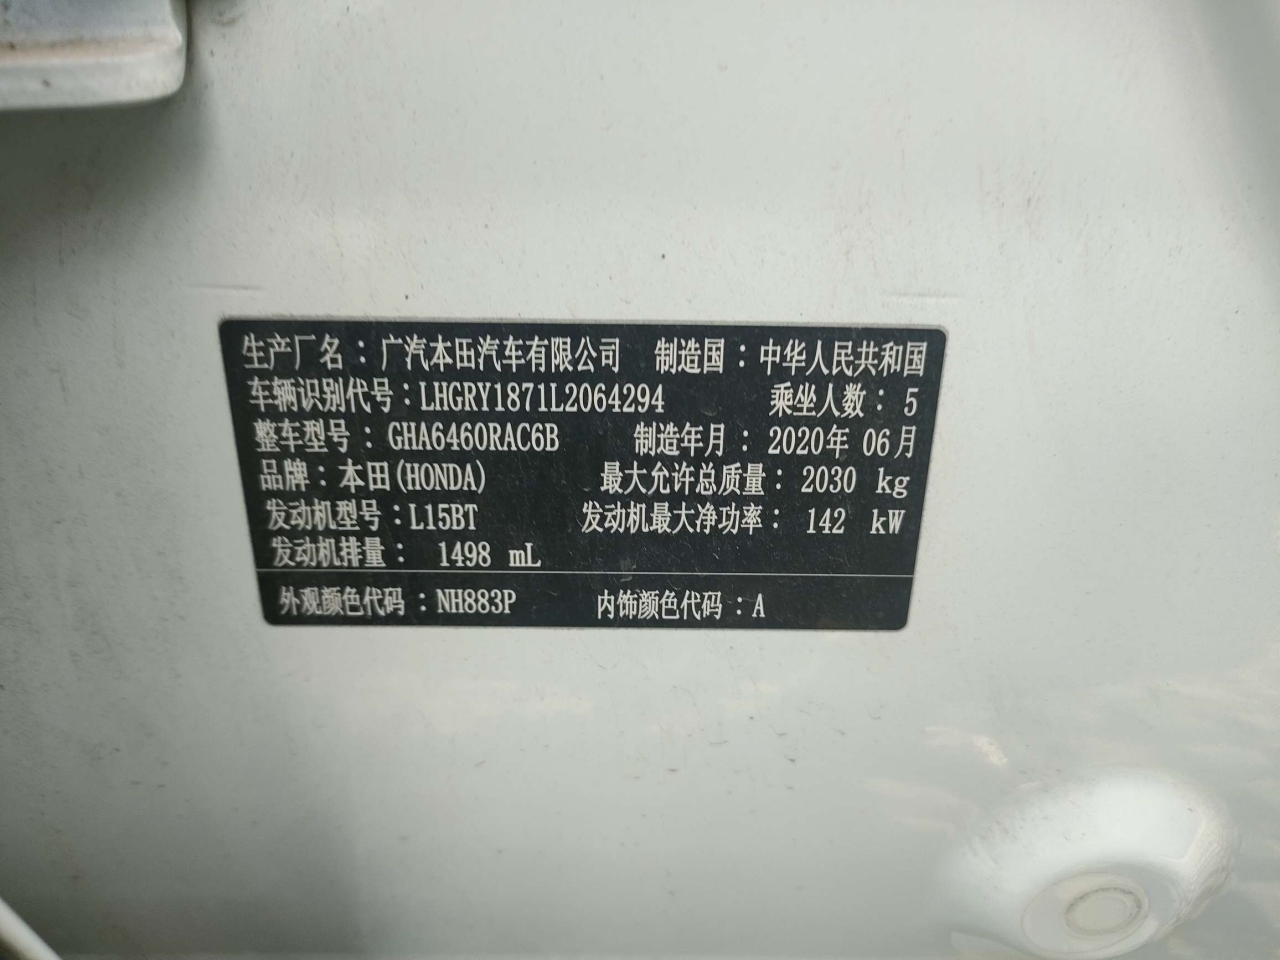 生产厂名：广汽本田汽车有限公司 制造国：中华人民共和国
车辆识别代号：LHGRY1871L2064294 乘坐人数：5
整车型号：GHA6460RAC6B 制造年月：2020年06月
品牌：本田(HONDA) 最大允许总质量：2030 kg
发动机型号：L15BT 发动机最大净功率：142 kW
发动机排量：1498 mL
外观颜色代码：NH883P 内饰颜色代码：A